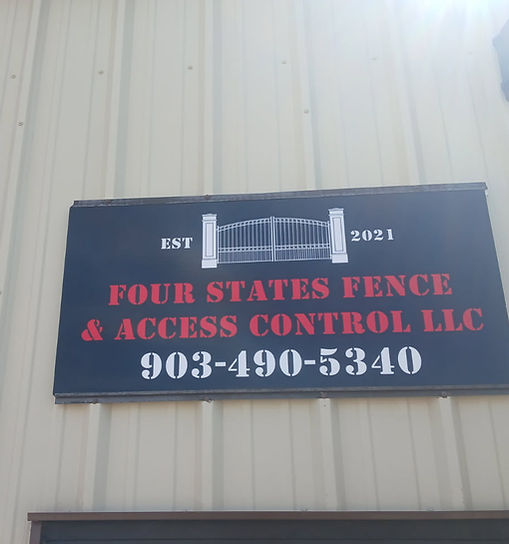 EST 2021
FOUR STATES FENCE
& ACCESS CONTROL LLC
903-490-5340